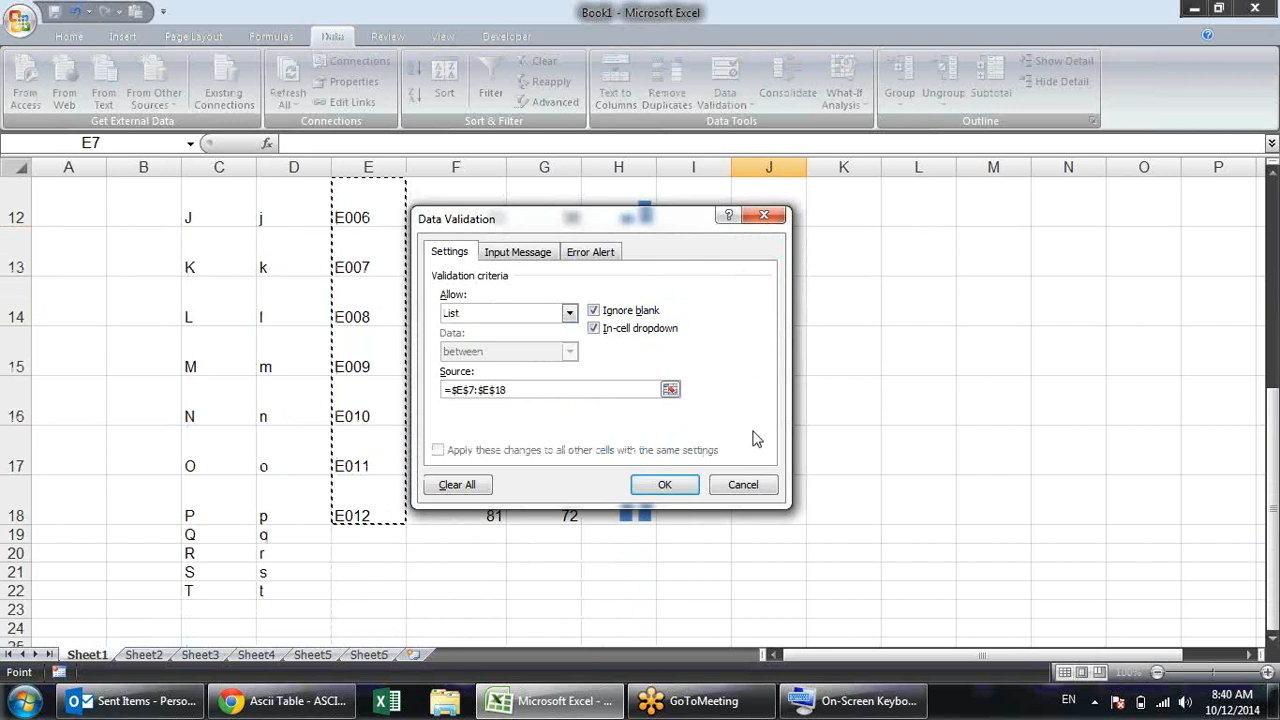 Book1 - Microsoft Excel
Home Insert Page Layout Formulas Data Review View Developer
From Access
From Web
From Text
From Other Sources
Existing Connections
Get External Data
Refresh All
Connections
Properties
Edit Links
Connections
Sort
Filter
Clear
Reapply
Advanced
Sort & Filter
Text to Columns
Remove Duplicates
Data Validation
Consolidate
What-If Analysis
Data Tools
Group
Ungroup
Subtotal
Show Detail
Hide Detail
Outline
E7 fx
A B C D E F G H I J K L M N O P
12 J j E006
13 K k E007
14 L l E008
15 M m E009
16 N n E010
17 O o E011
18 P p E012 81 72
19 Q q
20 R r
21 S s
22 T t
23
24
25
Data Validation
Settings Input Message Error Alert
Validation criteria
Allow:
List
Ignore blank
In-cell dropdown
Data:
between
Source:
=$E$7:$E$18
Apply these changes to all other cells with the same settings
Clear All OK Cancel
Sheet1 Sheet2 Sheet3 Sheet4 Sheet5 Sheet6
Point 100%
Sent Items - Perso...
Ascii Table - ASCI...
Microsoft Excel - ...
GoToMeeting
On-Screen Keybo...
EN
8:40 AM
10/12/2014